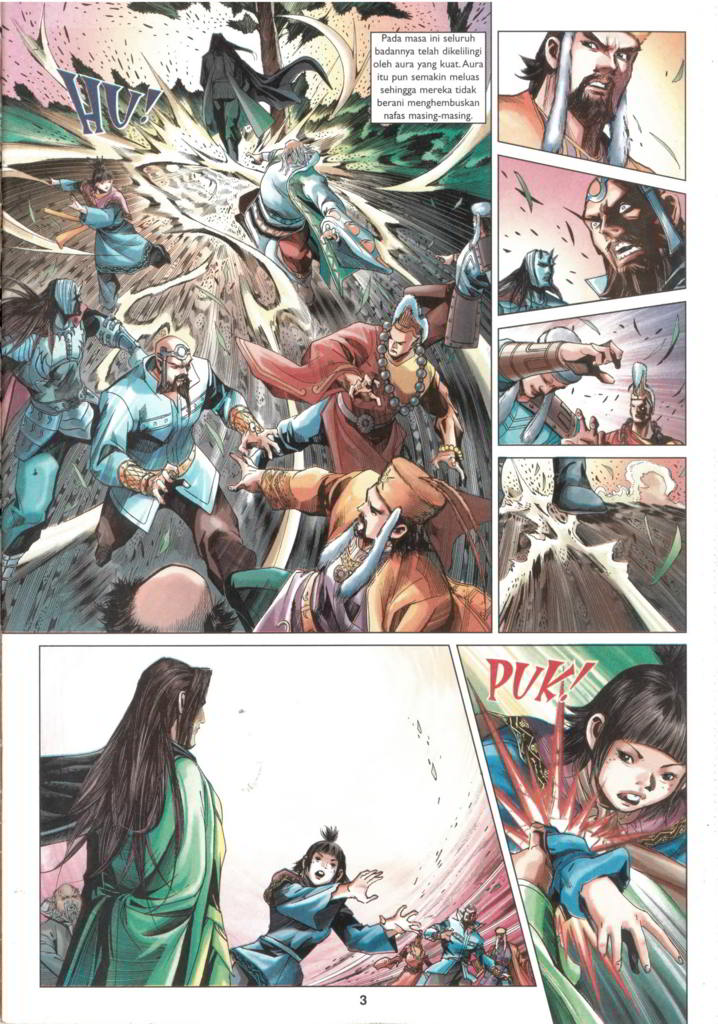 Pada masa ini seluruh
badannya telah dikelilingi
oleh aura yang kuat. Aura
itu pun semakin meluas
sehingga mereka tidak
berani menghembuskan
nafas masing-masing.
HU!
PUK!
3